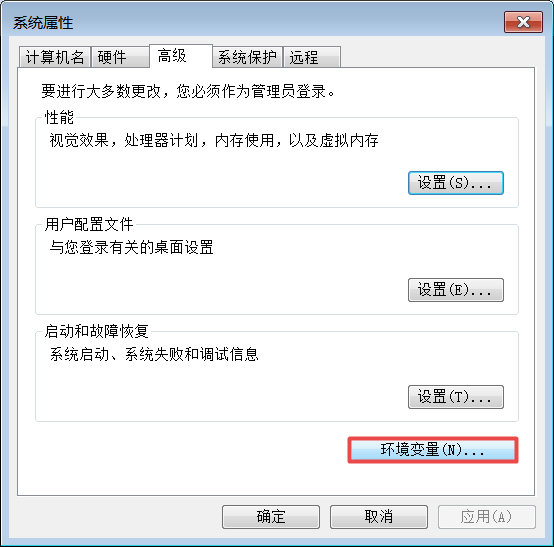 系统属性
计算机名 硬件 高级 系统保护 远程
要进行大多数更改，您必须作为管理员登录。
性能
视觉效果，处理器计划，内存使用，以及虚拟内存
设置(S)...
用户配置文件
与您登录有关的桌面设置
设置(E)...
启动和故障恢复
系统启动、系统失败和调试信息
设置(T)...
环境变量(N)...
确定 取消 应用(A)